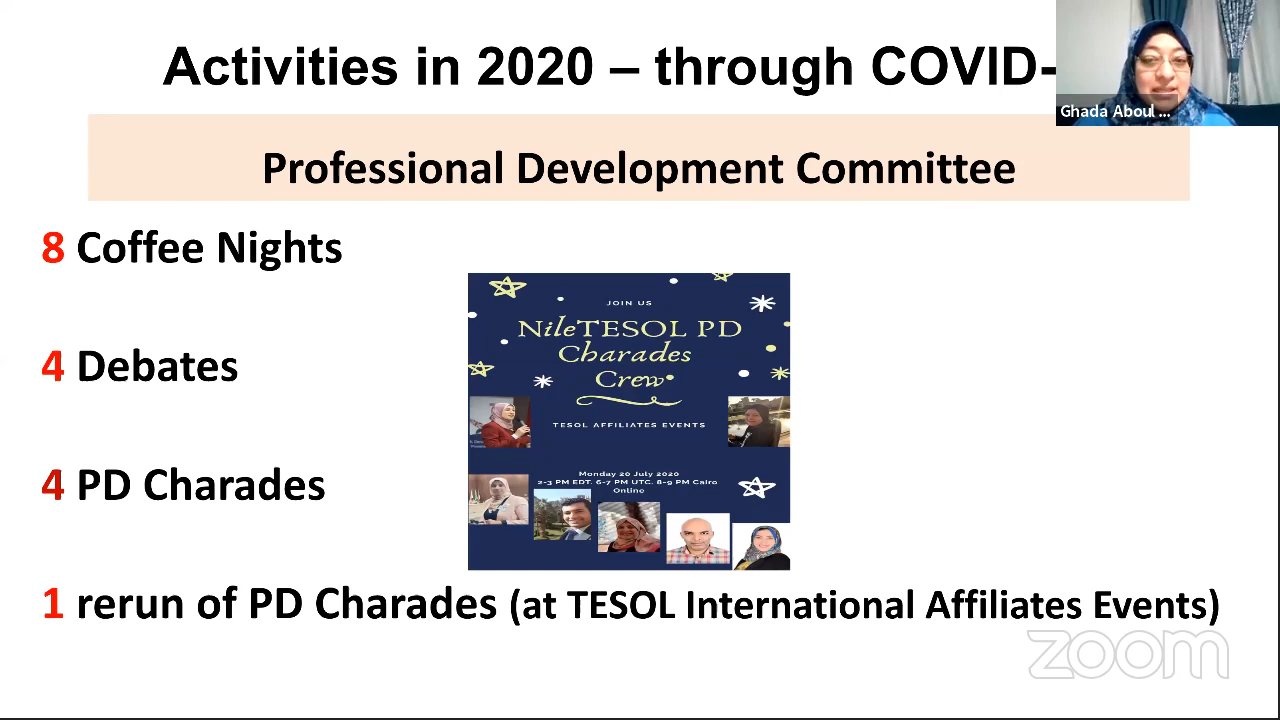 Activities in 2020 – through COVID-
Ghada Aboul ...
Professional Development Committee
8 Coffee Nights
4 Debates
4 PD Charades
1 rerun of PD Charades (at TESOL International Affiliates Events)
JOIN US
NileTESOL PD
Charades
Crew
TESOL AFFILIATES EVENTS
Monday 20 July 2020
2-3 PM EDT. 6-7 PM UTC. 8-9 PM Cairo
Online
zoom